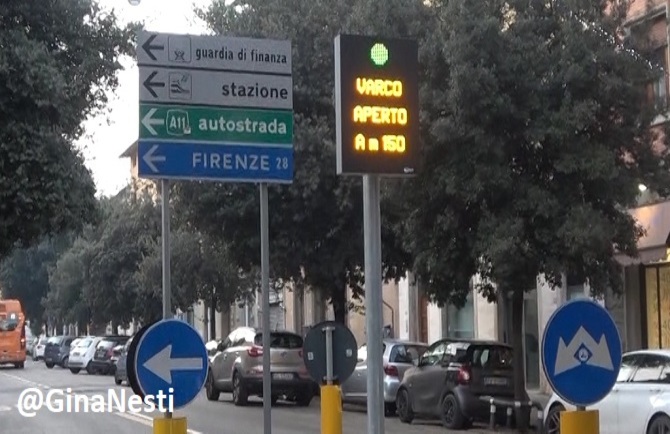 guardia di finanza
stazione
A11 autostrada
FIRENZE 28
VARCO
APERTO
A m 150
@GinaNesti